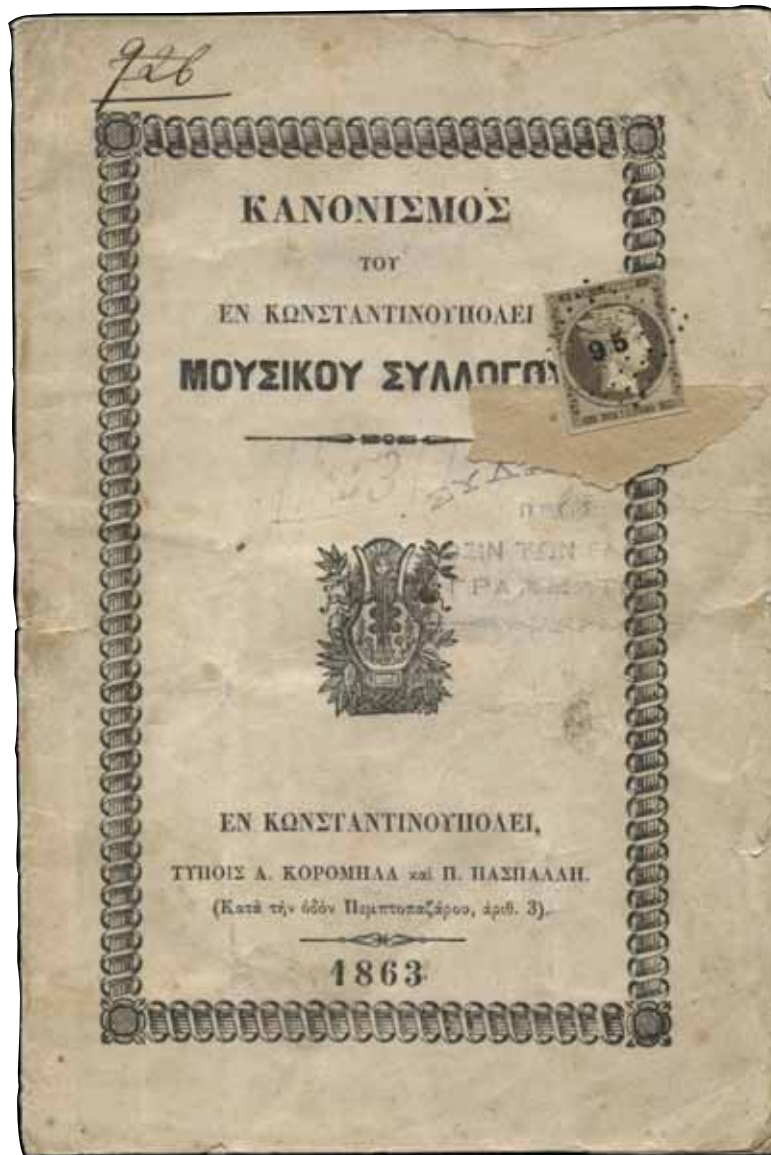 926
ΚΑΝΟΝΙΣΜΟΣ
ΤΟΥ
ΕΝ ΚΩΝΣΤΑΝΤΙΝΟΥΠΟΛΕΙ
ΜΟΥΣΙΚΟΥ ΣΥΛΛΟΓΟΥ
95
ΕΝ ΚΩΝΣΤΑΝΤΙΝΟΥΠΟΛΕΙ,
ΤΥΠΟΙΣ Α. ΚΟΡΟΜΗΛΑ καὶ Π. ΠΑΣΠΑΛΛΗ.
(Κατὰ τὴν ὁδὸν Πεμπτοπαζάρου, ἀριθ. 3).
1863